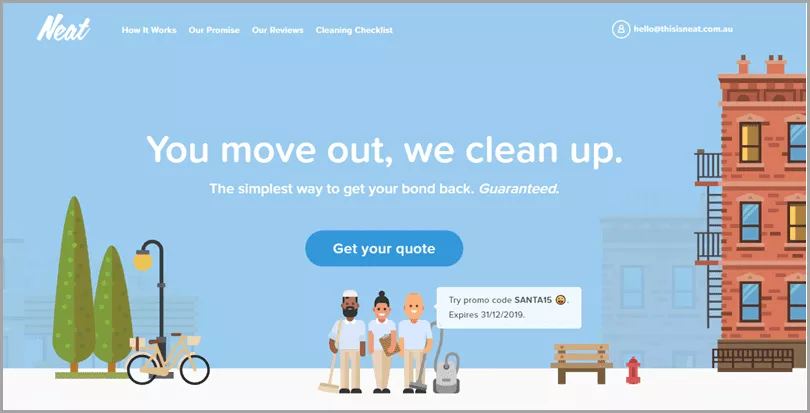 Neat
How It Works Our Promise Our Reviews Cleaning Checklist
hello@thisisneat.com.au
You move out, we clean up.
The simplest way to get your bond back. Guaranteed.
Get your quote
Try promo code SANTA15 😀.
Expires 31/12/2019.